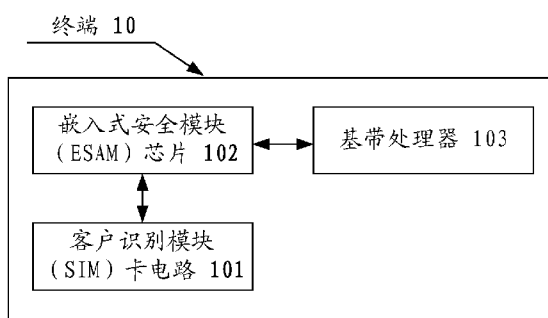 终端 10
嵌入式安全模块
(ESAM)芯片 102
基带处理器 103
客户识别模块
(SIM)卡电路 101